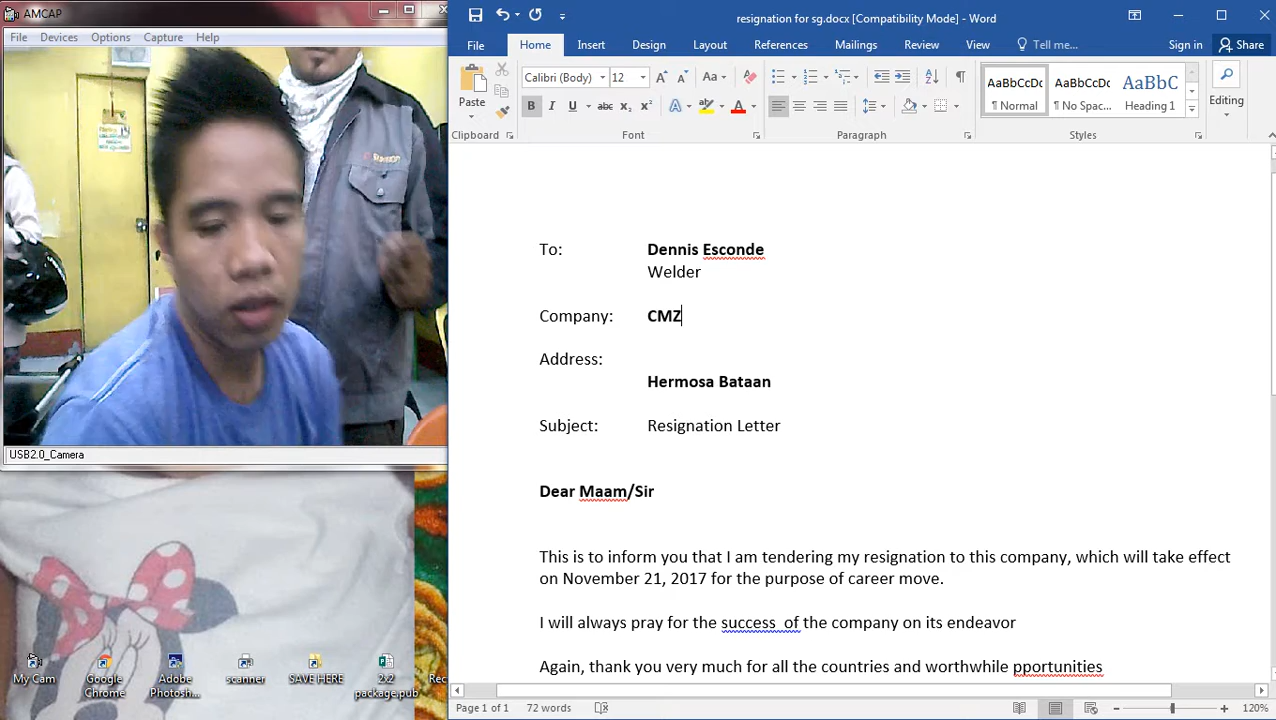 AMCAP
File Devices Options Capture Help
USB2.0_Camera
My Cam
Google Chrome
Adobe Photosh...
scanner
SAVE HERE
2x2 package.pub
Rec
resignation for sg.docx [Compatibility Mode] - Word
File Home Insert Design Layout References Mailings Review View Tell me... Sign in Share
Paste
Calibri (Body) 12
Aa
B I U abc x₂ x²
AaBbCcDc AaBbCcDc AaBbC
¶ Normal ¶ No Spac... Heading 1
Editing
Clipboard Font Paragraph Styles
To: Dennis Esconde
Welder
Company: CMZ
Address:
Hermosa Bataan
Subject: Resignation Letter
Dear Maam/Sir
This is to inform you that I am tendering my resignation to this company, which will take effect
on November 21, 2017 for the purpose of career move.
I will always pray for the success of the company on its endeavor
Again, thank you very much for all the countries and worthwhile pportunities
Page 1 of 1 72 words 120%